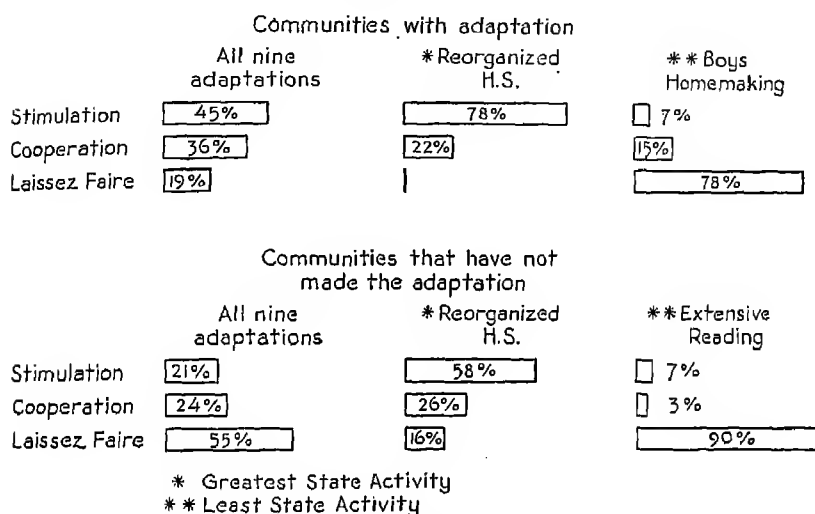 Communities with adaptation
All nine adaptations
*Reorganized H.S.
**Boys Homemaking
Stimulation 45% 78% 7%
Cooperation 36% 22% 15%
Laissez Faire 19% 78%
Communities that have not
made the adaptation
All nine adaptations
*Reorganized H.S.
**Extensive Reading
Stimulation 21% 58% 7%
Cooperation 24% 26% 3%
Laissez Faire 55% 16% 90%
* Greatest State Activity
** Least State Activity